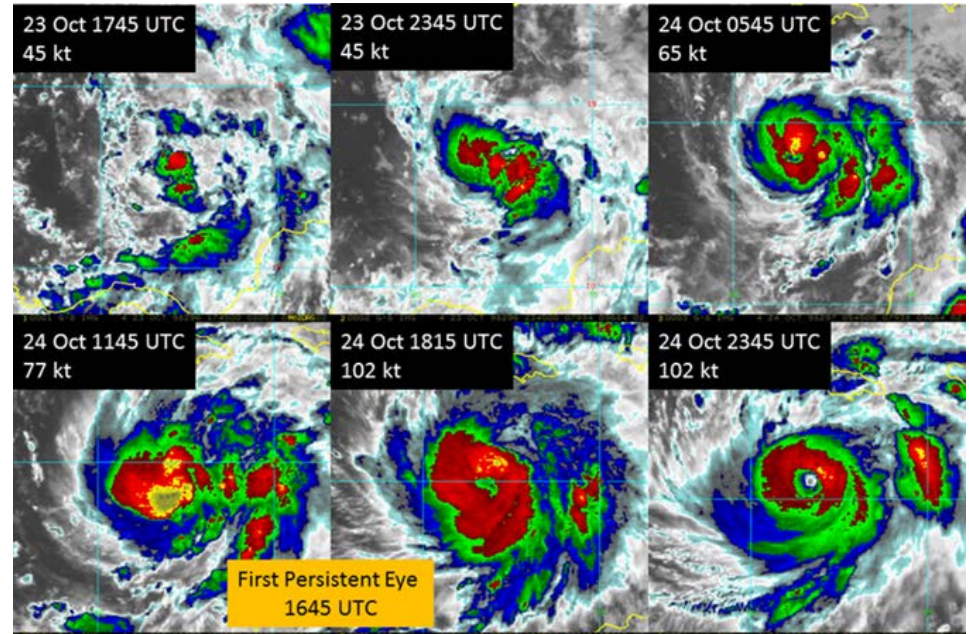 23 Oct 1745 UTC
45 kt
23 Oct 2345 UTC
45 kt
24 Oct 0545 UTC
65 kt
24 Oct 1145 UTC
77 kt
24 Oct 1815 UTC
102 kt
24 Oct 2345 UTC
102 kt
First Persistent Eye
1645 UTC